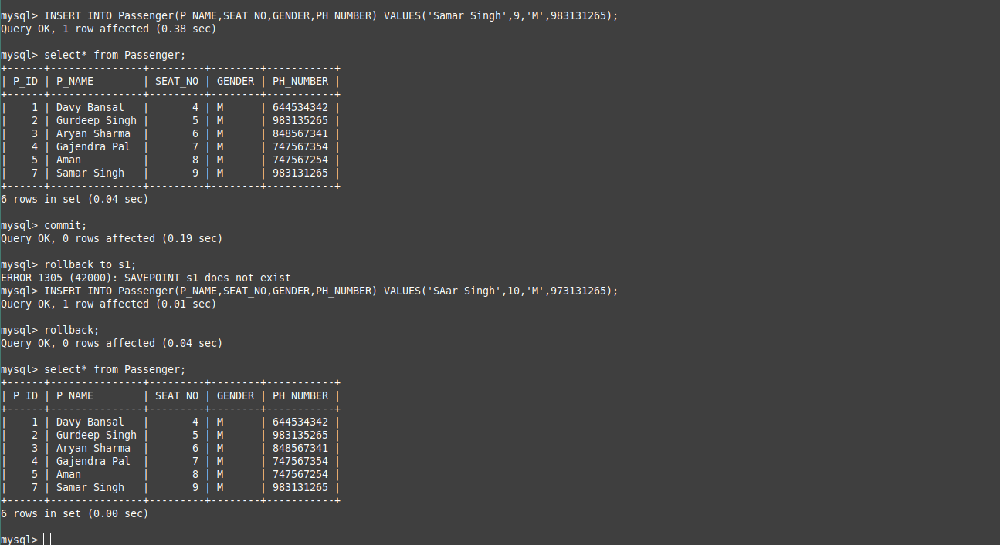 mysql> INSERT INTO Passenger(P_NAME,SEAT_NO,GENDER,PH_NUMBER) VALUES('Samar Singh',9,'M',983131265);
Query OK, 1 row affected (0.38 sec)
mysql> select* from Passenger;
+------+---------------+---------+--------+-----------+
| P_ID | P_NAME        | SEAT_NO | GENDER | PH_NUMBER |
+------+---------------+---------+--------+-----------+
|    1 | Davy Bansal   |       4 | M      | 644534342 |
|    2 | Gurdeep Singh |       5 | M      | 983135265 |
|    3 | Aryan Sharma  |       6 | M      | 848567341 |
|    4 | Gajendra Pal  |       7 | M      | 747567354 |
|    5 | Aman          |       8 | M      | 747567254 |
|    7 | Samar Singh   |       9 | M      | 983131265 |
+------+---------------+---------+--------+-----------+
6 rows in set (0.04 sec)
mysql> commit;
Query OK, 0 rows affected (0.19 sec)
mysql> rollback to s1;
ERROR 1305 (42000): SAVEPOINT s1 does not exist
mysql> INSERT INTO Passenger(P_NAME,SEAT_NO,GENDER,PH_NUMBER) VALUES('SAar Singh',10,'M',973131265);
Query OK, 1 row affected (0.01 sec)
mysql> rollback;
Query OK, 0 rows affected (0.04 sec)
mysql> select* from Passenger;
+------+---------------+---------+--------+-----------+
| P_ID | P_NAME        | SEAT_NO | GENDER | PH_NUMBER |
+------+---------------+---------+--------+-----------+
|    1 | Davy Bansal   |       4 | M      | 644534342 |
|    2 | Gurdeep Singh |       5 | M      | 983135265 |
|    3 | Aryan Sharma  |       6 | M      | 848567341 |
|    4 | Gajendra Pal  |       7 | M      | 747567354 |
|    5 | Aman          |       8 | M      | 747567254 |
|    7 | Samar Singh   |       9 | M      | 983131265 |
+------+---------------+---------+--------+-----------+
6 rows in set (0.00 sec)
mysql>